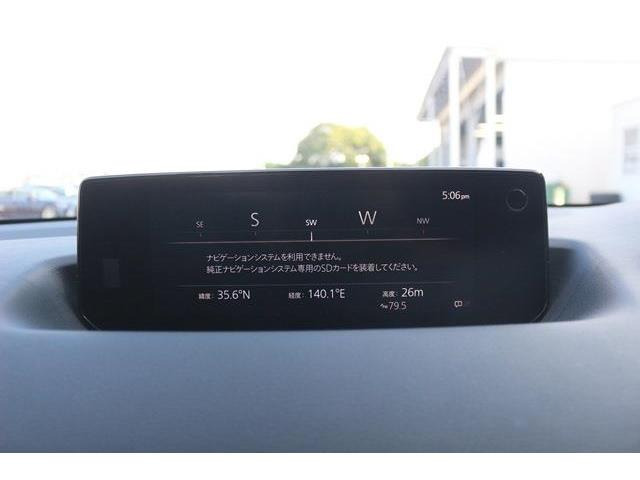 5:06pm
SE S SW W NW
ナビゲーションシステムを利用できません。
純正ナビゲーションシステム専用のSDカードを装着してください。
緯度: 35.6°N 経度: 140.1°E 高度: 26m
79.5